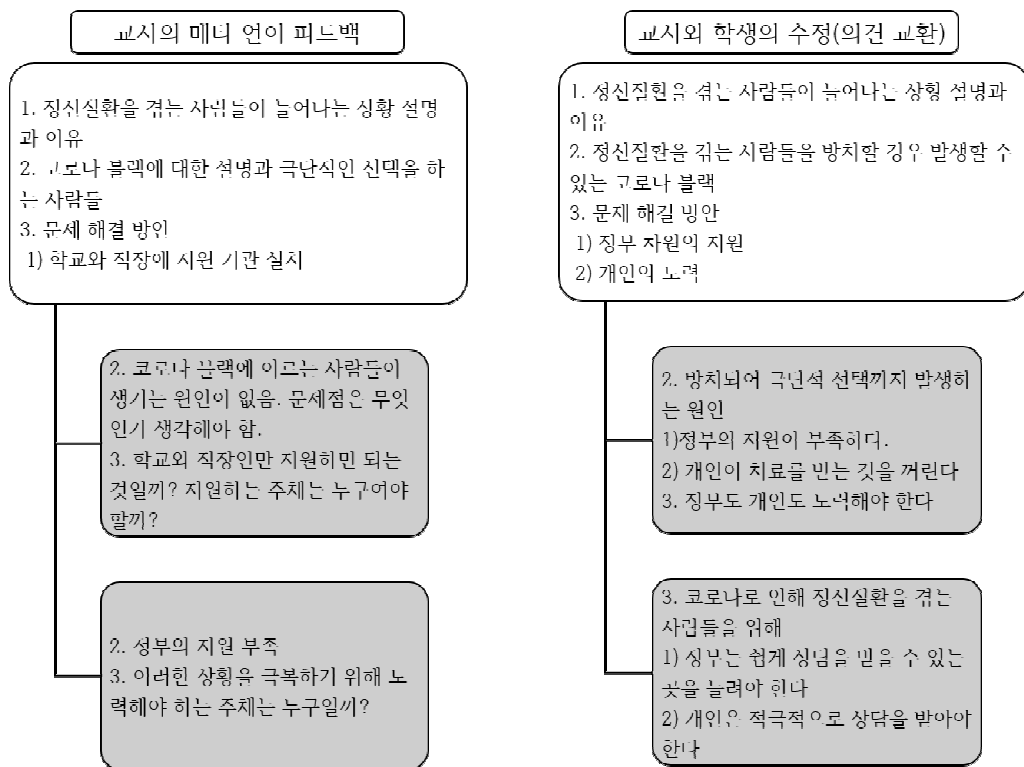 교사의 메타 언어 피드백
1. 정신질환을 겪는 사람들이 늘어나는 상황 설명
과 이유
2. 코로나 블랙에 대한 설명과 극단적인 선택을 하
는 사람들
3. 문제 해결 방안
1) 학교와 직장에 지원 기관 설치
2. 코로나 블랙에 이르는 사람들이
생기는 원인이 없음. 문제점은 무엇
인지 생각해야 함.
3. 학교와 직장인만 지원하면 되는
것일까? 지원하는 주체는 누구여야
할까?
2. 정부의 지원 부족
3. 이러한 상황을 극복하기 위해 노
력해야 하는 주체는 누구일까?
교사와 학생의 수정(의견 교환)
1. 정신질환을 겪는 사람들이 늘어나는 상황 설명과
이유
2. 정신질환을 겪는 사람들을 방치할 경우 발생할 수
있는 코로나 블랙
3. 문제 해결 방안
1) 정부 차원의 지원
2) 개인의 노력
2. 방치되어 극단적 선택까지 발생하
는 원인
1)정부의 지원이 부족하다.
2) 개인이 치료를 받는 것을 꺼린다
3. 정부도 개인도 노력해야 한다
3. 코로나로 인해 정신질환을 겪는
사람들을 위해
1) 정부는 쉽게 상담을 받을 수 있는
곳을 늘려야 한다
2) 개인은 적극적으로 상담을 받아야
한다